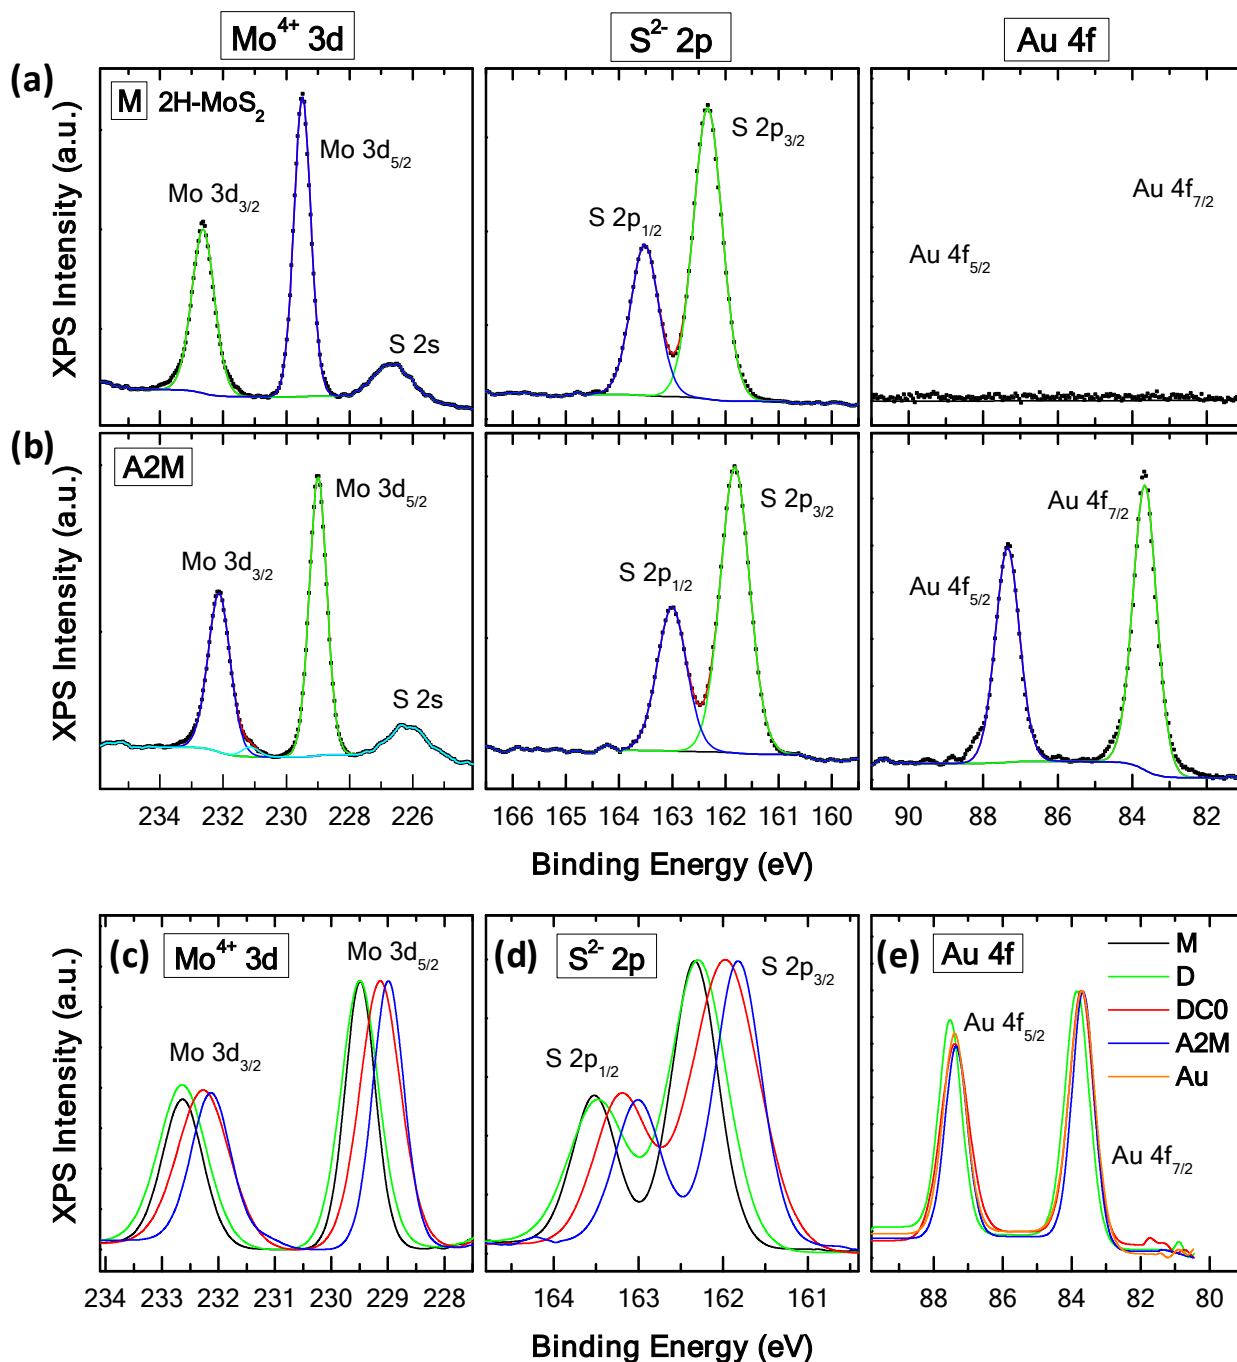 Mo⁴⁺ 3d
S²⁻ 2p
Au 4f
(a)
M 2H-MoS₂
Mo 3d₃/₂
Mo 3d₅/₂
S 2s
S 2p₁/₂
S 2p₃/₂
Au 4f₅/₂
Au 4f₇/₂
XPS Intensity (a.u.)
(b)
A2M
Mo 3d₃/₂
Mo 3d₅/₂
S 2s
S 2p₁/₂
S 2p₃/₂
Au 4f₅/₂
Au 4f₇/₂
XPS Intensity (a.u.)
234 232 230 228 226
166 165 164 163 162 161 160
90 88 86 84 82
Binding Energy (eV)
(c)
Mo⁴⁺ 3d
Mo 3d₃/₂
Mo 3d₅/₂
XPS Intensity (a.u.)
234 233 232 231 230 229 228
(d)
S²⁻ 2p
S 2p₁/₂
S 2p₃/₂
164 163 162 161
(e)
Au 4f
Au 4f₅/₂
Au 4f₇/₂
M
D
DC0
A2M
Au
88 86 84 82 80
Binding Energy (eV)